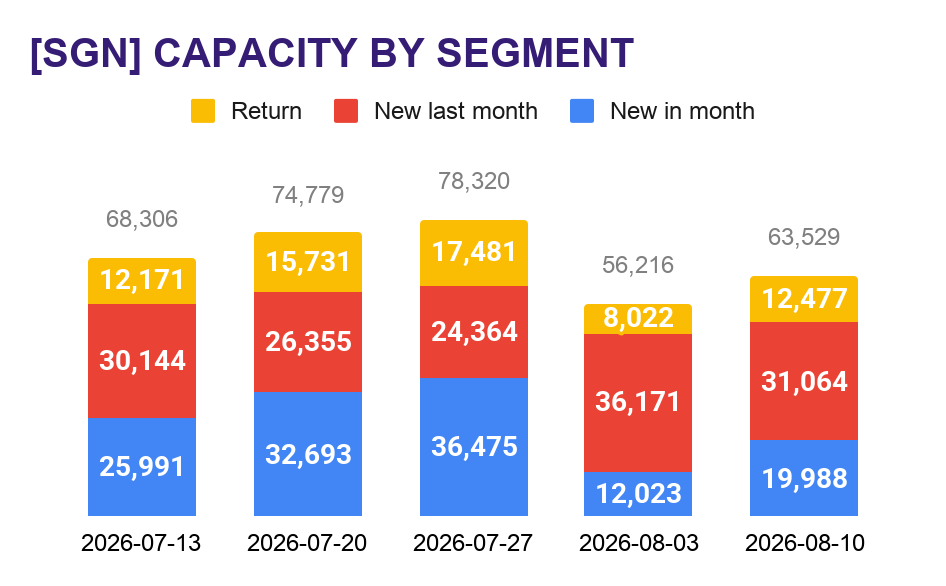 [SGN] CAPACITY BY SEGMENT
Return New last month New in month
68,306 74,779 78,320 56,216 63,529
12,171 15,731 17,481 8,022 12,477
30,144 26,355 24,364 36,171 31,064
25,991 32,693 36,475 12,023 19,988
2026-07-13 2026-07-20 2026-07-27 2026-08-03 2026-08-10